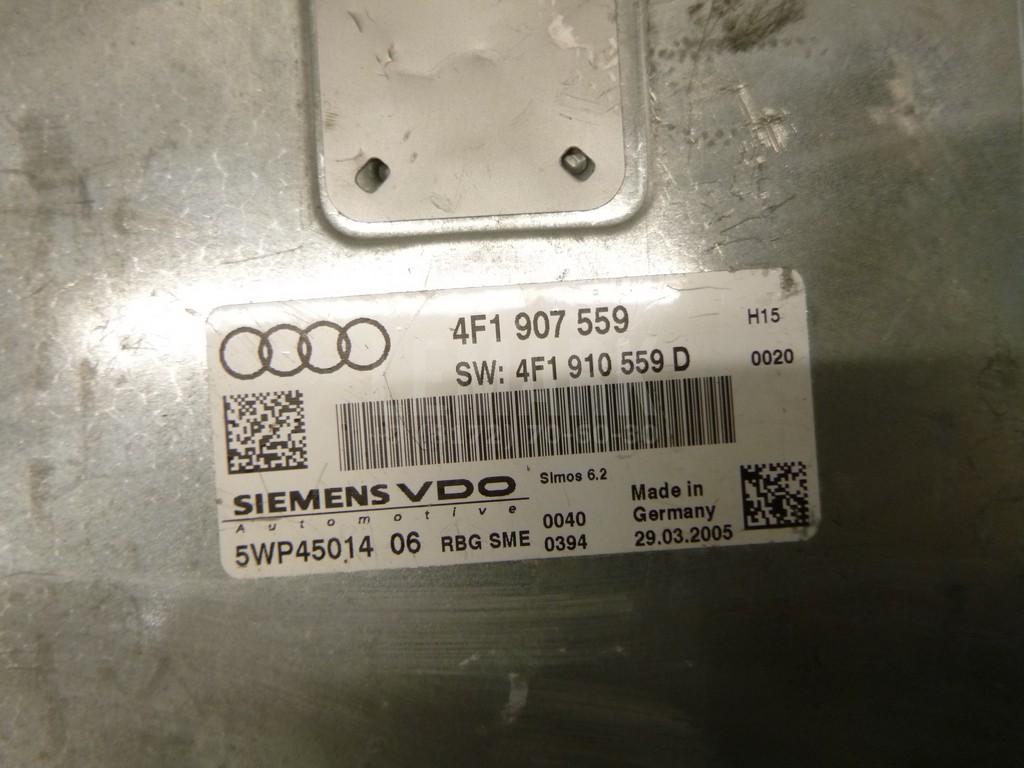 4F1 907 559
H15
SW: 4F1 910 559 D
0020
SIEMENS VDO
Automotive
Simos 6.2
5WP45014 06
RBG SME
0040
0394
Made in
Germany
29.03.2005